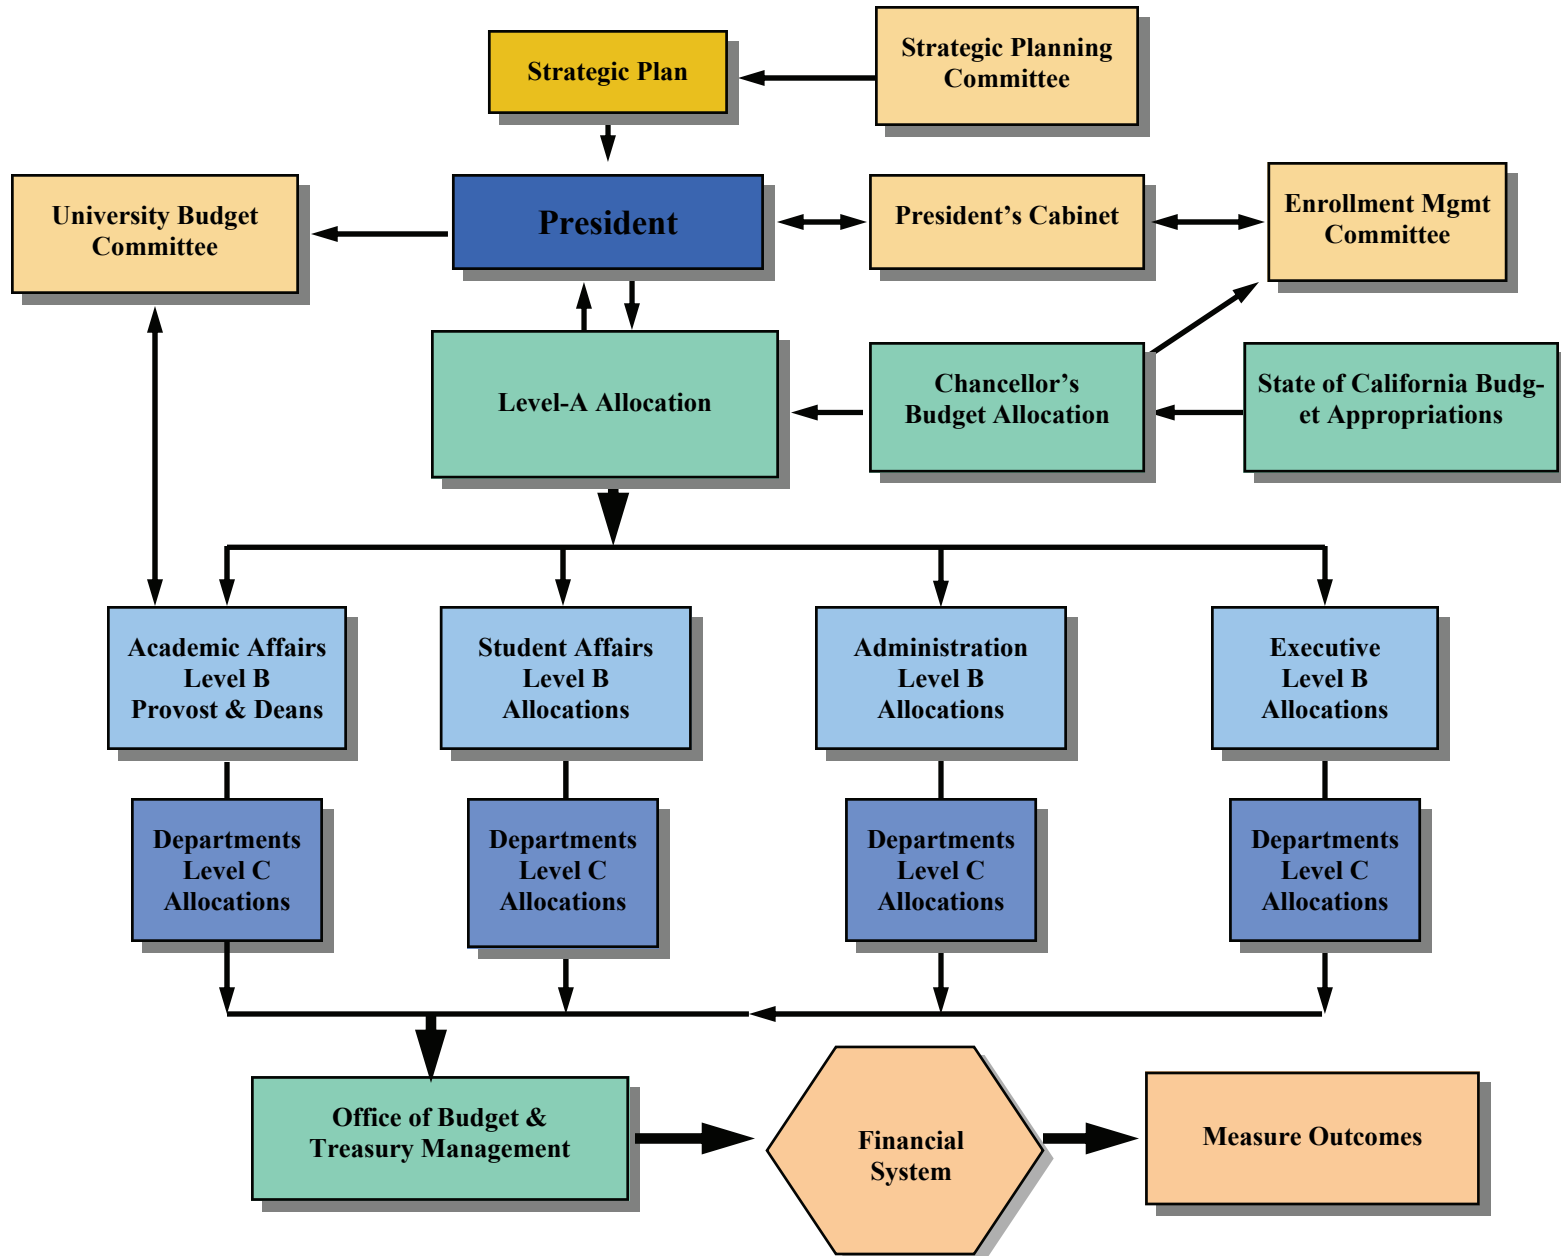 Strategic Plan
Strategic Planning
Committee
University Budget
Committee
President
President’s Cabinet
Enrollment Mgmt
Committee
Level-A Allocation
Chancellor’s
Budget Allocation
State of California Budg-
et Appropriations
Academic Affairs
Level B
Provost & Deans
Student Affairs
Level B
Allocations
Administration
Level B
Allocations
Executive
Level B
Allocations
Departments
Level C
Allocations
Departments
Level C
Allocations
Departments
Level C
Allocations
Departments
Level C
Allocations
Office of Budget &
Treasury Management
Financial
System
Measure Outcomes